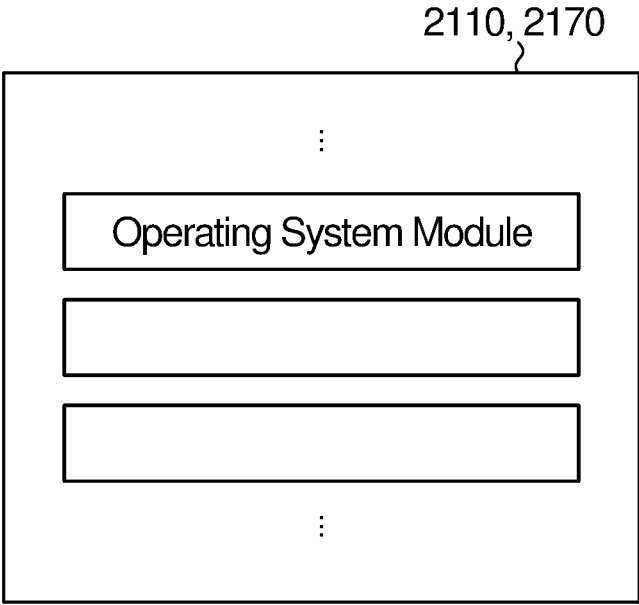 2110, 2170
⋮
Operating System Module
⋮